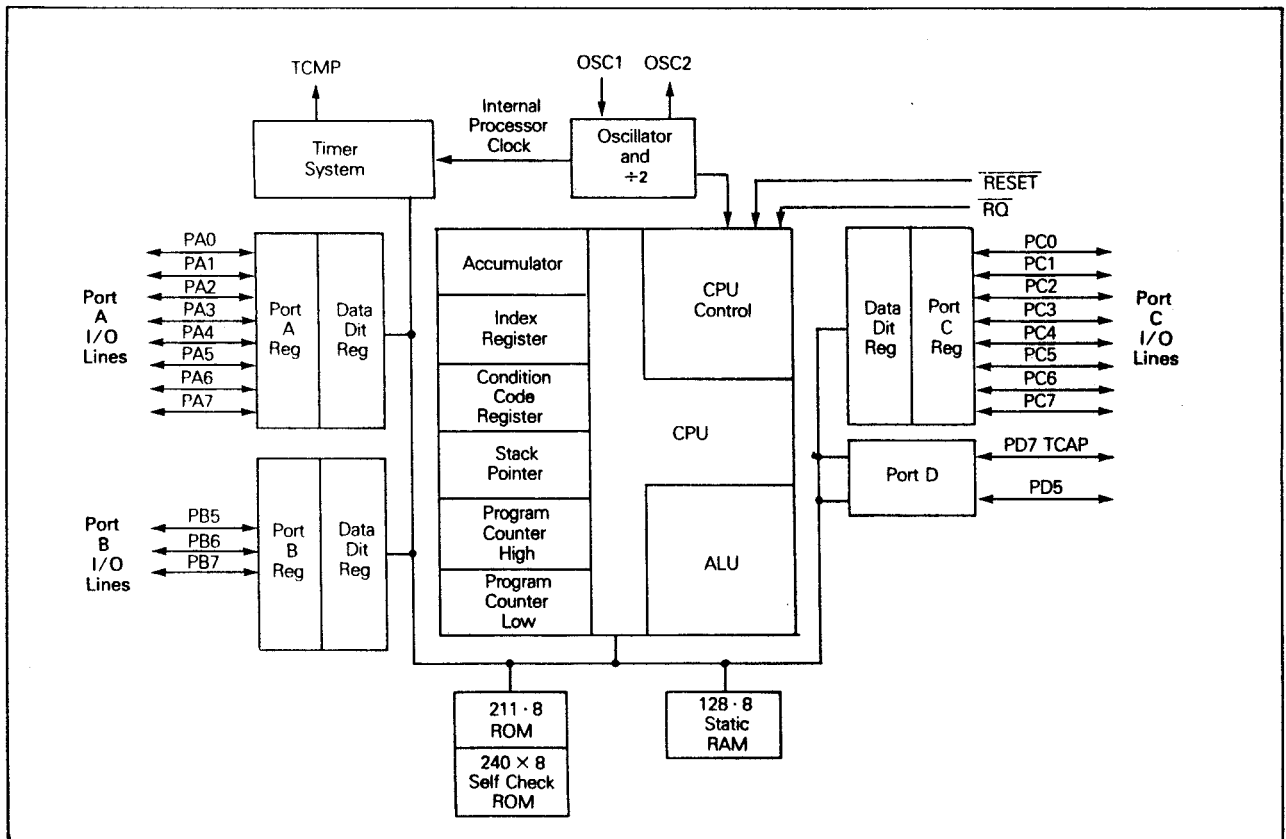 TCMP
OSC1 OSC2
Internal
Processor
Clock
Timer
System
Oscillator
and
÷2
RESET
RQ
Port
A
I/O
Lines
PA0
PA1
PA2
PA3
PA4
PA5
PA6
PA7
Port
A
Reg
Data
Dit
Reg
Port
B
I/O
Lines
PB5
PB6
PB7
Port
B
Reg
Data
Dit
Reg
Accumulator
Index
Register
Condition
Code
Register
Stack
Pointer
Program
Counter
High
Program
Counter
Low
CPU
Control
CPU
ALU
Data
Dit
Reg
Port
C
Reg
PC0
PC1
PC2
PC3
PC4
PC5
PC6
PC7
Port
C
I/O
Lines
Port D
PD7 TCAP
PD5
211 · 8
ROM
240 × 8
Self Check
ROM
128 · 8
Static
RAM